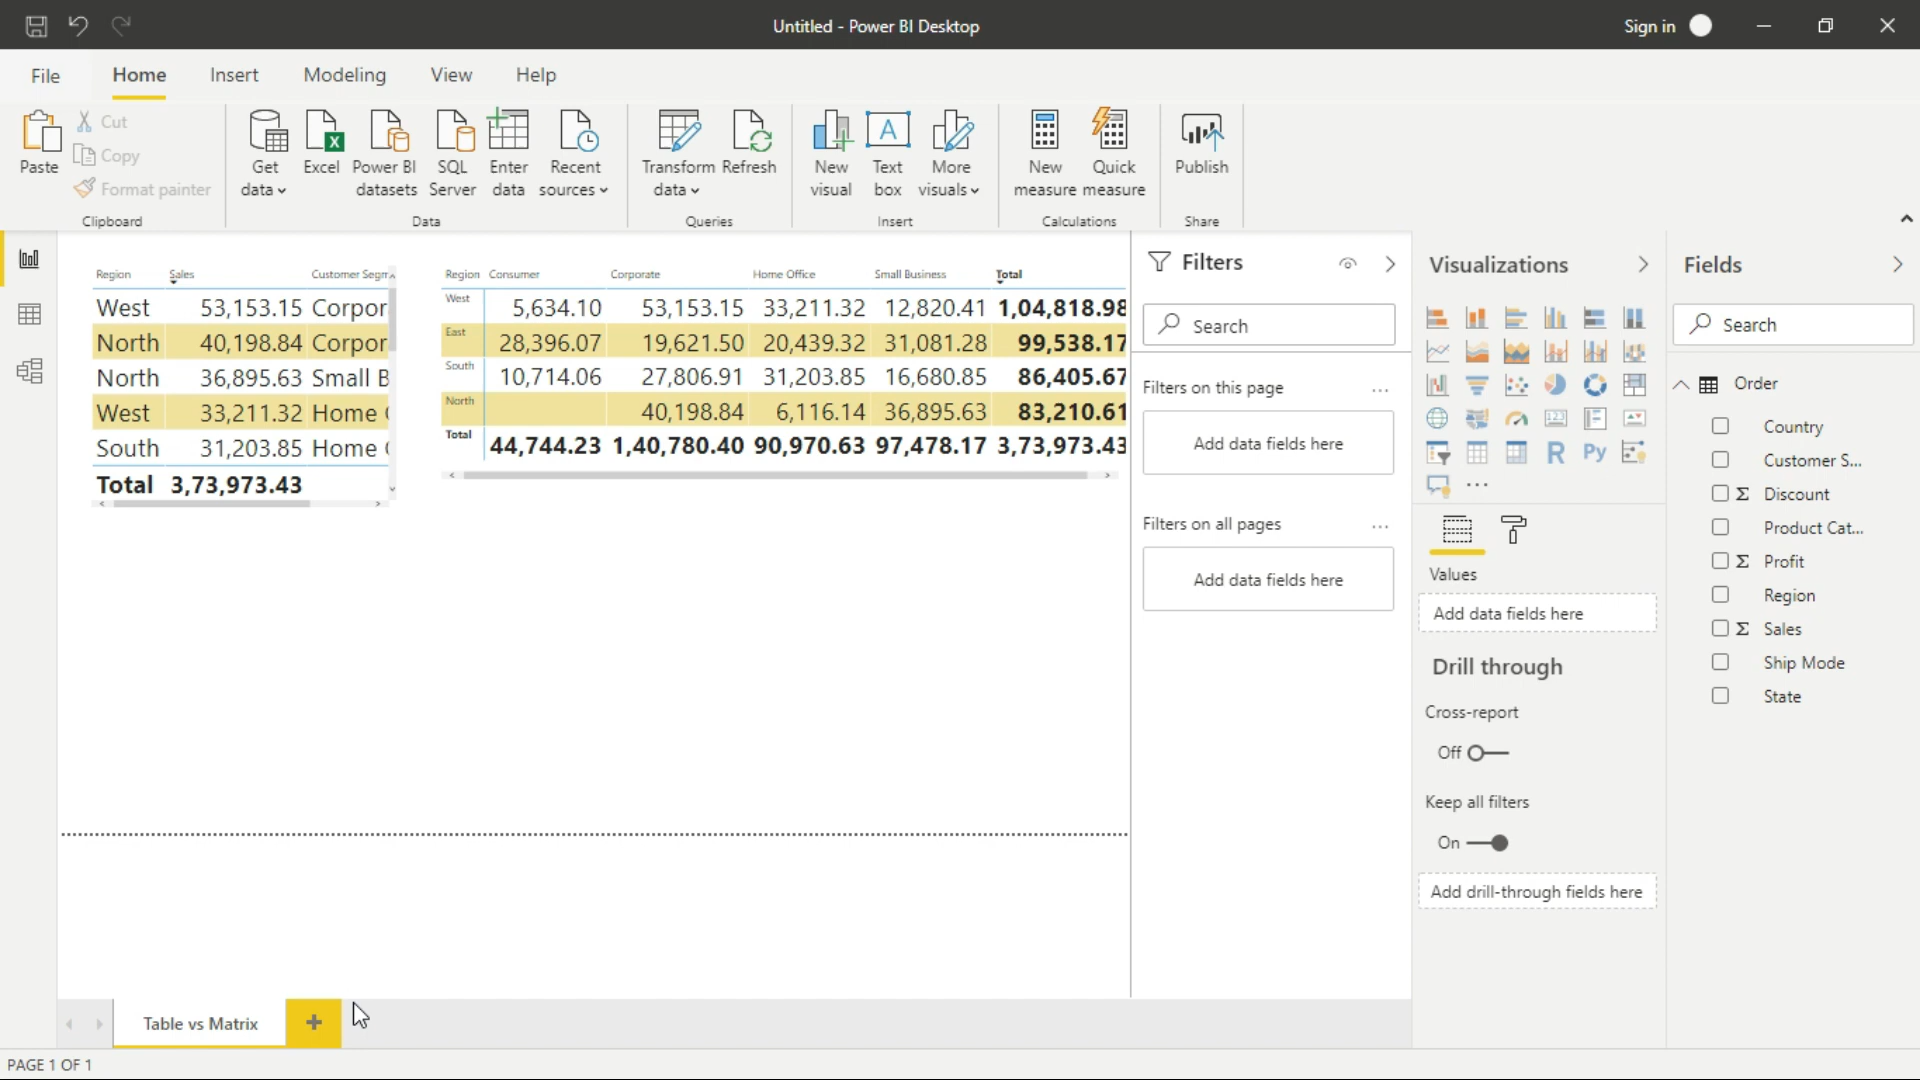 Untitled - Power BI Desktop
Sign in
File Home Insert Modeling View Help
Paste
Cut
Copy
Format painter
Clipboard
Get data
Excel
Power BI datasets
SQL Server
Enter data
Recent sources
Data
Transform data
Refresh
Queries
New visual
Text box
More visuals
Insert
New measure
Quick measure
Calculations
Publish
Share
Region Sales Customer Segm
West 53,153.15 Corpor
North 40,198.84 Corpor
North 36,895.63 Small B
West 33,211.32 Home
South 31,203.85 Home
Total 3,73,973.43
Region Consumer Corporate Home Office Small Business Total
West 5,634.10 53,153.15 33,211.32 12,820.41 1,04,818.98
East 28,396.07 19,621.50 20,439.32 31,081.28 99,538.17
South 10,714.06 27,806.91 31,203.85 16,680.85 86,405.67
North 40,198.84 6,116.14 36,895.63 83,210.61
Total 44,744.23 1,40,780.40 90,970.63 97,478.17 3,73,973.43
Filters
Search
Filters on this page ...
Add data fields here
Filters on all pages ...
Add data fields here
Visualizations
R Py
...
Values
Add data fields here
Drill through
Cross-report
Off
Keep all filters
On
Add drill-through fields here
Fields
Search
Order
Country
Customer S...
Σ Discount
Product Cat...
Σ Profit
Region
Σ Sales
Ship Mode
State
Table vs Matrix
+
PAGE 1 OF 1